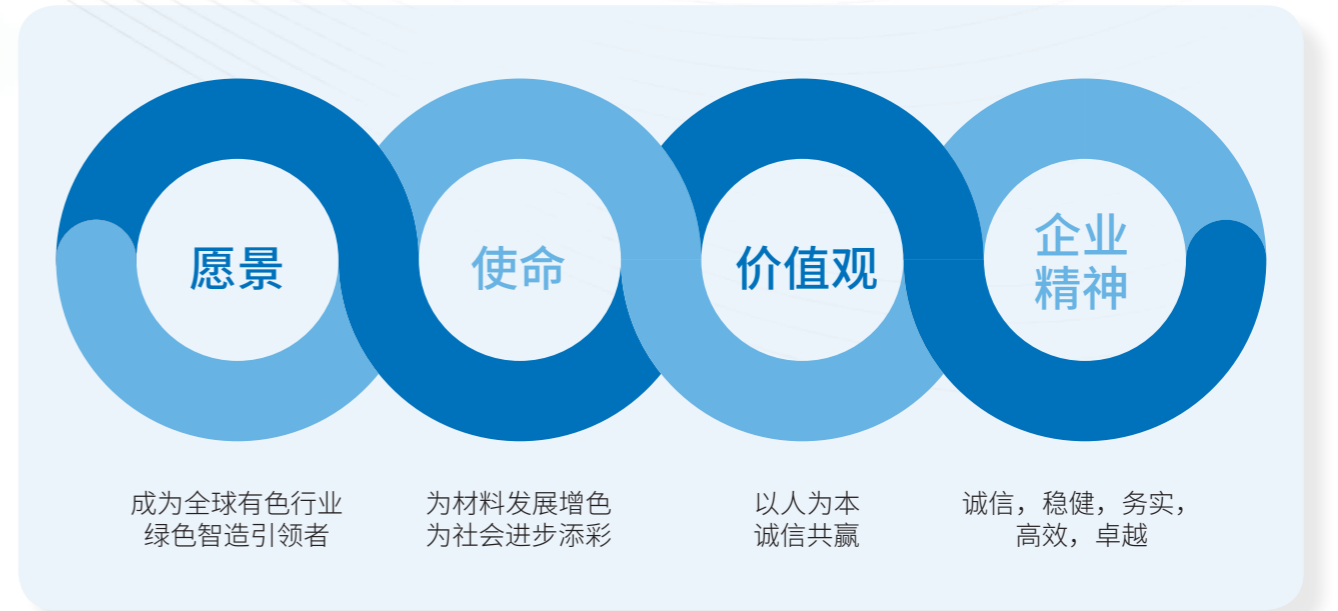 愿景
使命
价值观
企业
精神
成为全球有色行业
绿色智造引领者
为材料发展增色
为社会进步添彩
以人为本
诚信共赢
诚信，稳健，务实，
高效，卓越